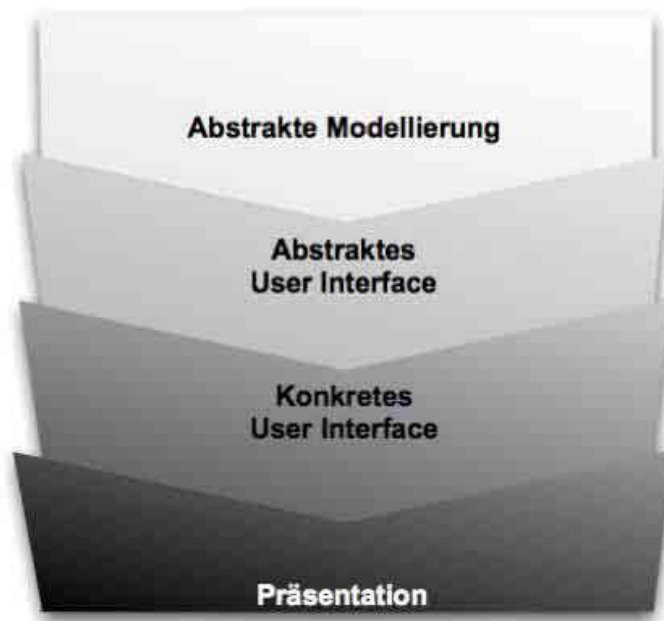 Abstrakte Modellierung
Abstraktes
User Interface
Konkretes
User Interface
Präsentation